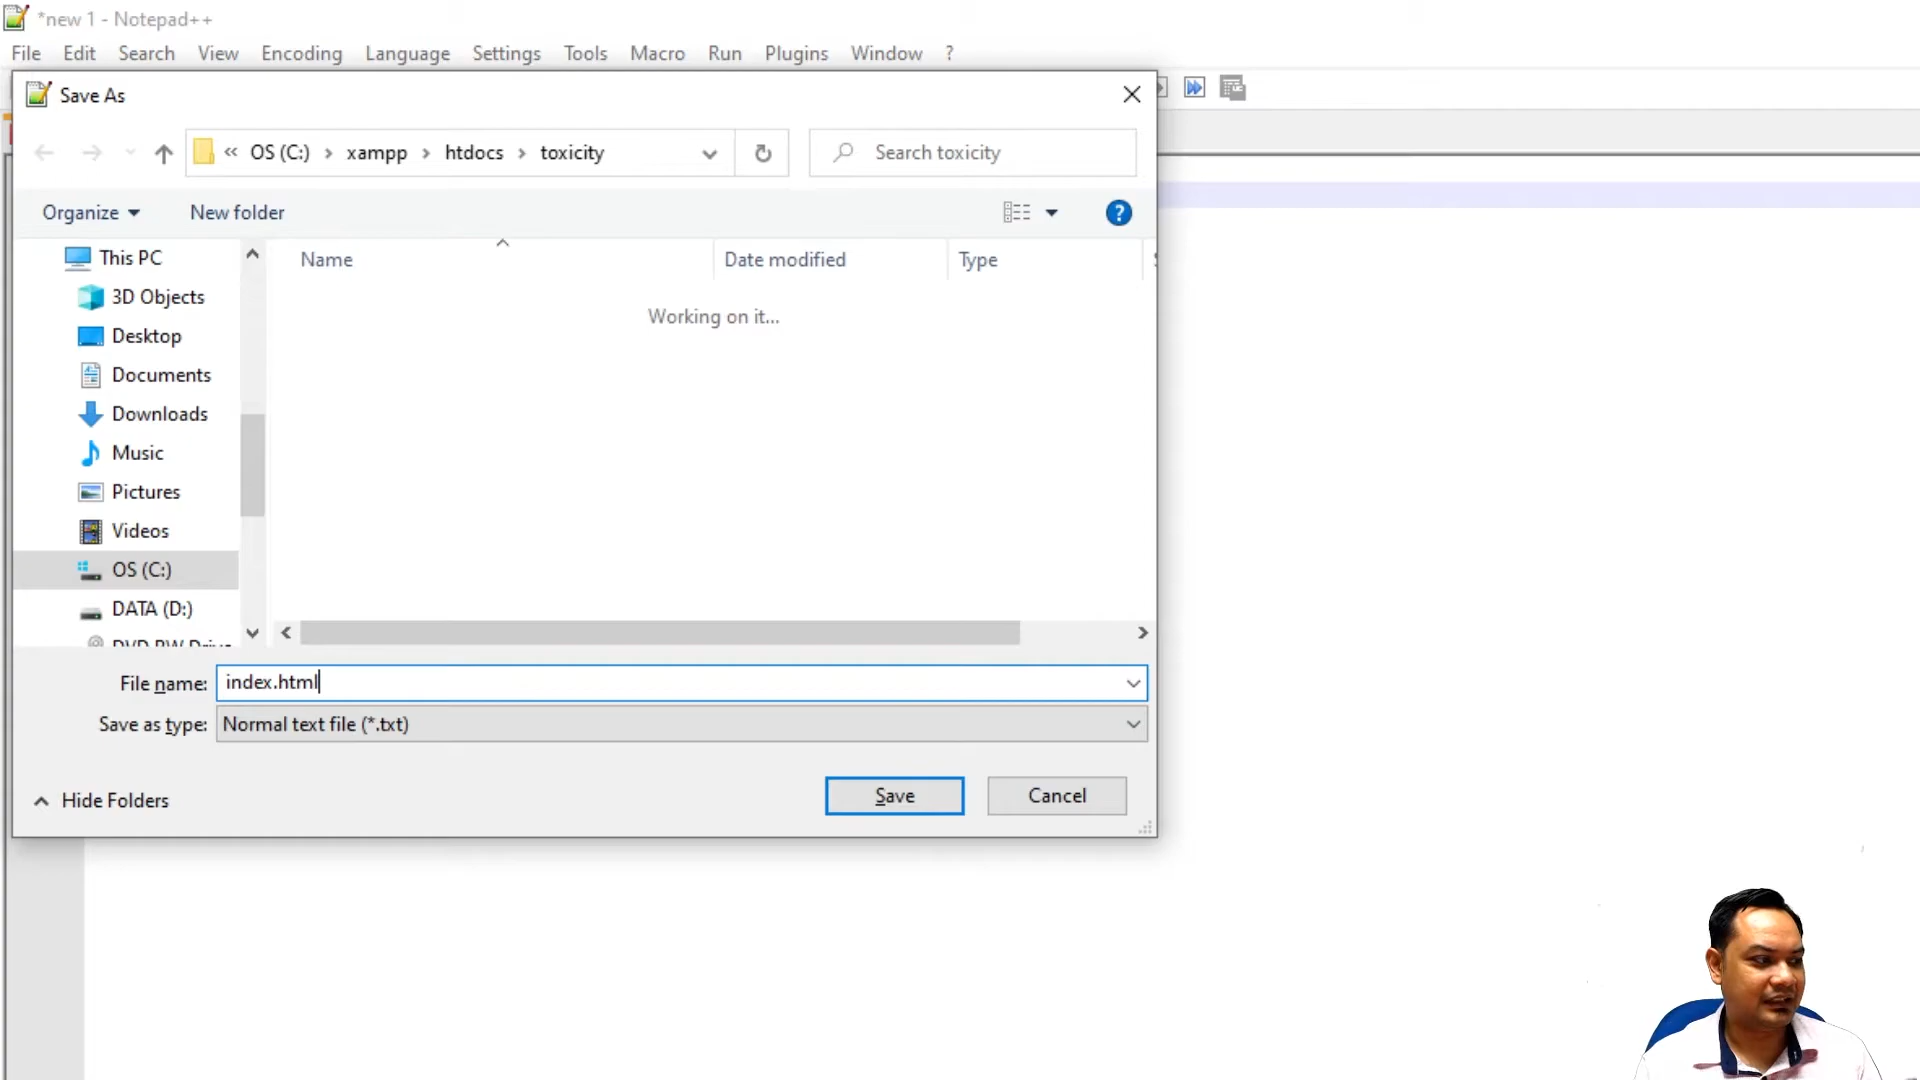 *new 1 - Notepad++
File Edit Search View Encoding Language Settings Tools Macro Run Plugins Window ?
Save As
« OS (C:) › xampp › htdocs › toxicity
Search toxicity
Organize
New folder
This PC
3D Objects
Desktop
Documents
Downloads
Music
Pictures
Videos
OS (C:)
DATA (D:)
DVD RW Drive
Name
Date modified
Type
Working on it...
File name: index.html
Save as type: Normal text file (*.txt)
Hide Folders
Save
Cancel